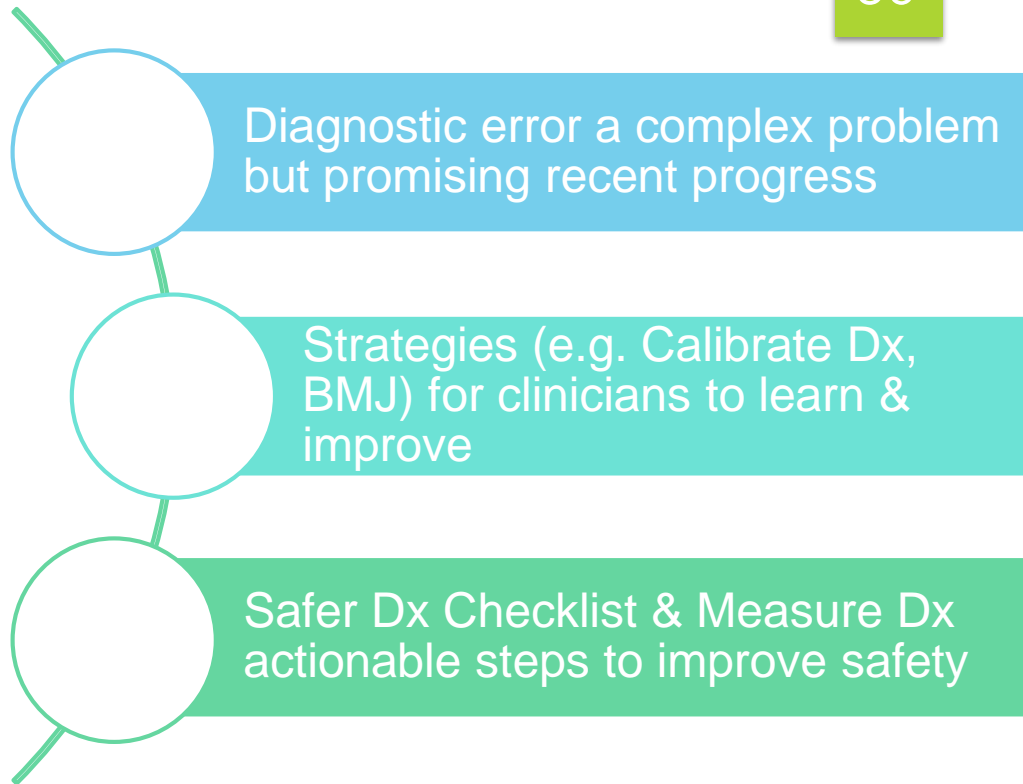 Diagnostic error a complex problem
but promising recent progress
Strategies (e.g. Calibrate Dx,
BMJ) for clinicians to learn &
improve
Safer Dx Checklist & Measure Dx
actionable steps to improve safety